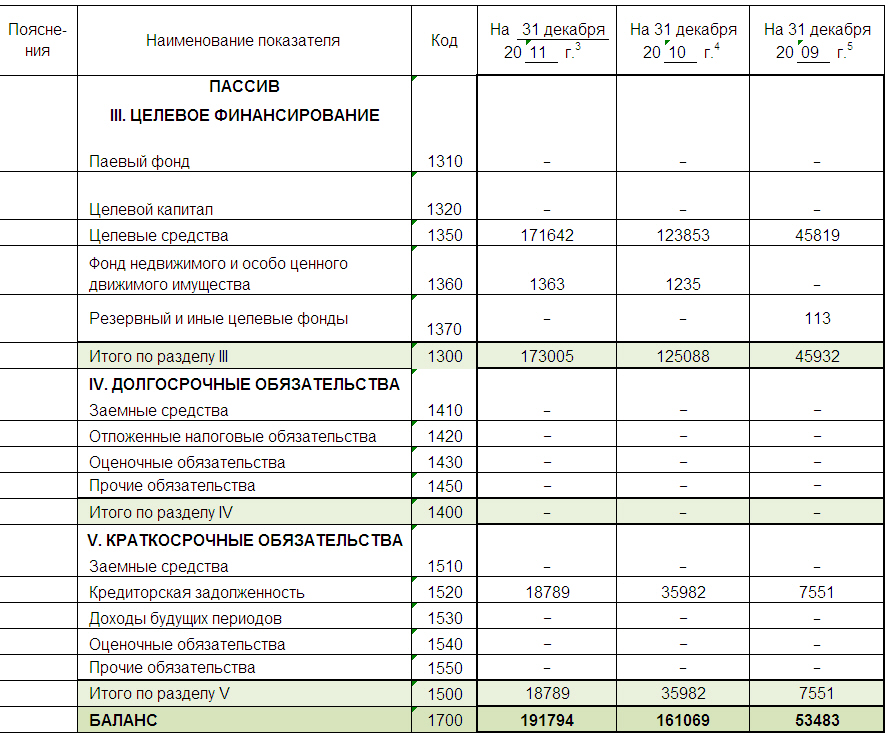 Поясне- Наименование показателя Код На 31 декабря На 31 декабря На 31 декабря
ния 20 11 г.3 20 10 г.4 20 09 г.5
ПАССИВ
III. ЦЕЛЕВОЕ ФИНАНСИРОВАНИЕ
Паевый фонд 1310 – – –
Целевой капитал 1320 – – –
Целевые средства 1350 171642 123853 45819
Фонд недвижимого и особо ценного
движимого имущества 1360 1363 1235 –
Резервный и иные целевые фонды 1370 – – 113
Итого по разделу III 1300 173005 125088 45932
IV. ДОЛГОСРОЧНЫЕ ОБЯЗАТЕЛЬСТВА
Заемные средства 1410 – – –
Отложенные налоговые обязательства 1420 – – –
Оценочные обязательства 1430 – – –
Прочие обязательства 1450 – – –
Итого по разделу IV 1400 – – –
V. КРАТКОСРОЧНЫЕ ОБЯЗАТЕЛЬСТВА
Заемные средства 1510 – – –
Кредиторская задолженность 1520 18789 35982 7551
Доходы будущих периодов 1530 – – –
Оценочные обязательства 1540 – – –
Прочие обязательства 1550 – – –
Итого по разделу V 1500 18789 35982 7551
БАЛАНС 1700 191794 161069 53483